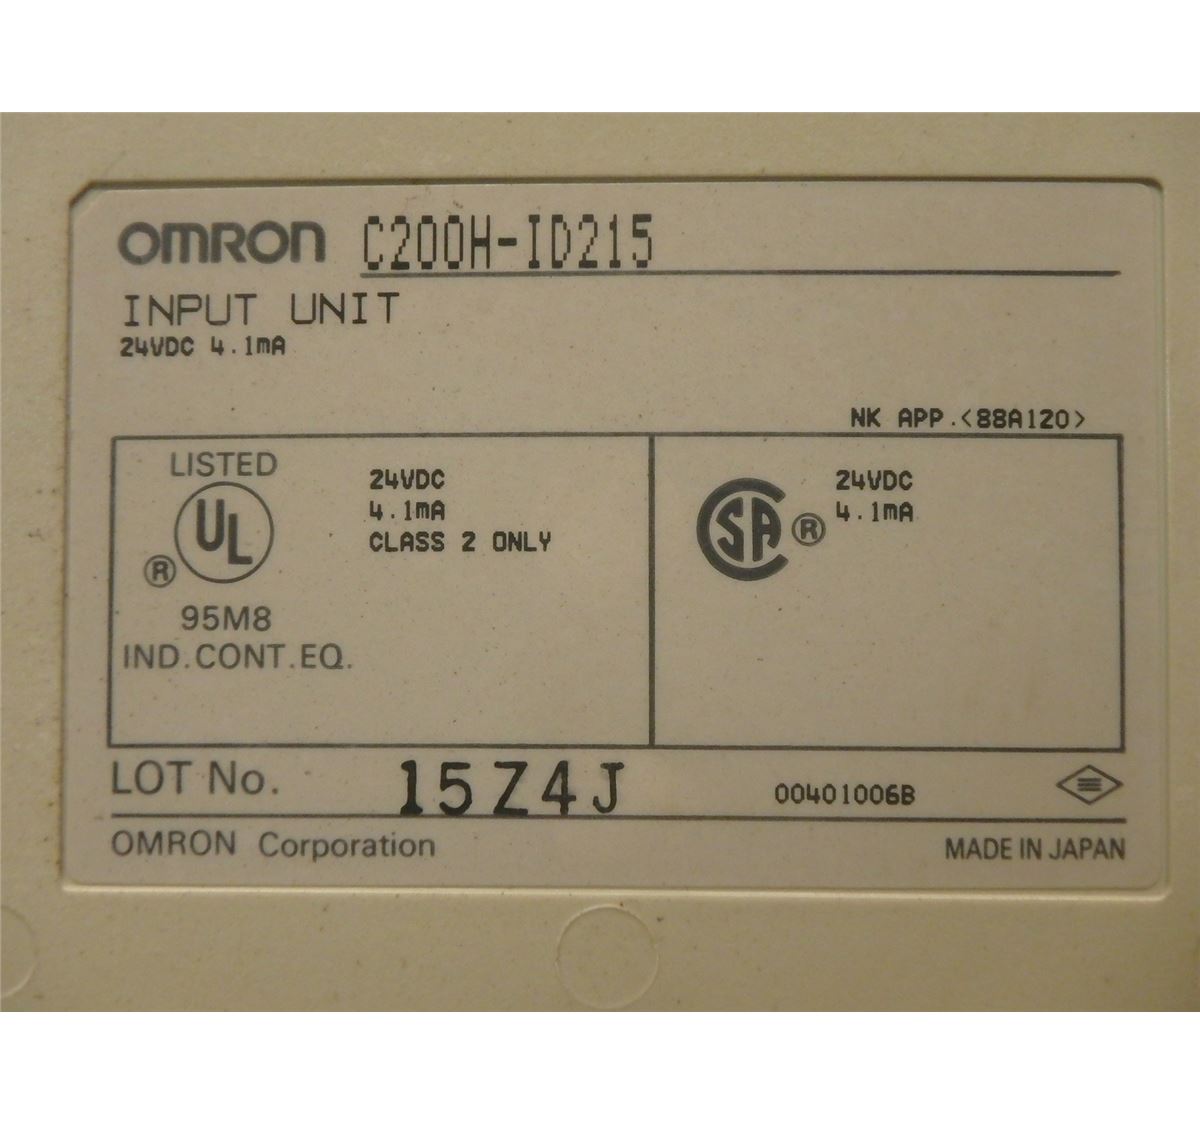 OMRON C200H-ID215
INPUT UNIT
24VDC 4.1mA
NK APP.<88A120>
LISTED
UL
®
95M8
IND.CONT.EQ.
24VDC
4.1mA
CLASS 2 ONLY
SA ®
24VDC
4.1mA
LOT No. 15Z4J 00401006B
OMRON Corporation MADE IN JAPAN